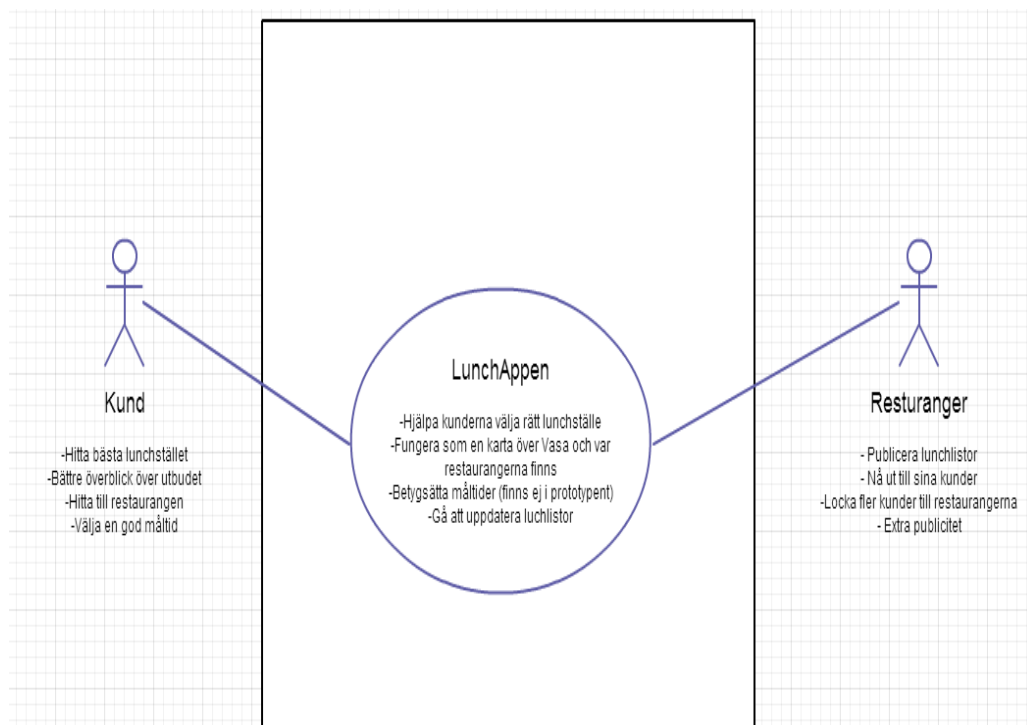 Kund
-Hitta bästa lunchstället
-Bättre överblick över utbudet
-Hitta till restaurangen
-Välja en god måltid
LunchAppen
-Hjälpa kunderna välja rätt lunchställe
-Fungera som en karta över Vasa och var
restaurangerna finns
-Betygsätta måltider (finns ej i prototypent)
-Gå att uppdatera luchlistor
Resturanger
- Publicera lunchlistor
- Nå ut till sina kunder
-Locka fler kunder till restaurangerna
- Extra publicitet